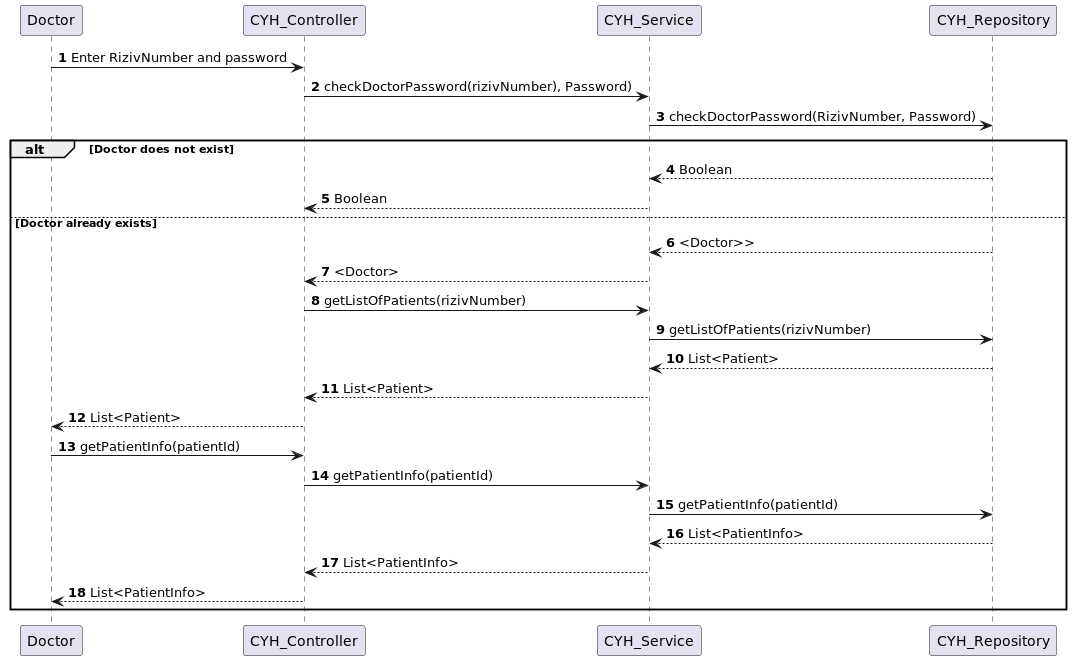 Doctor CYH_Controller CYH_Service CYH_Repository
1 Enter RizivNumber and password
2 checkDoctorPassword(rizivNumber), Password)
3 checkDoctorPassword(RizivNumber, Password)
alt [Doctor does not exist]
4 Boolean
5 Boolean
[Doctor already exists]
6 <Doctor>>
7 <Doctor>
8 getListOfPatients(rizivNumber)
9 getListOfPatients(rizivNumber)
10 List<Patient>
11 List<Patient>
12 List<Patient>
13 getPatientInfo(patientId)
14 getPatientInfo(patientId)
15 getPatientInfo(patientId)
16 List<PatientInfo>
17 List<PatientInfo>
18 List<PatientInfo>
Doctor CYH_Controller CYH_Service CYH_Repository